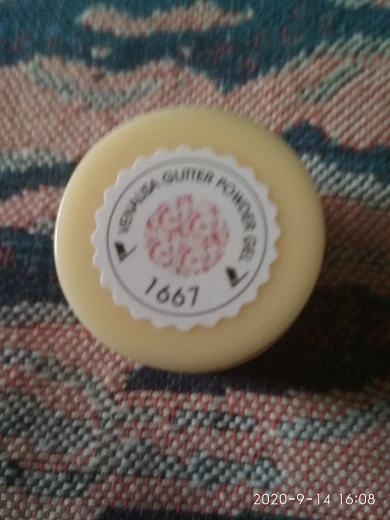 VENALISA GLITTER POWDER GEL
1667
2020-9-14 16:08